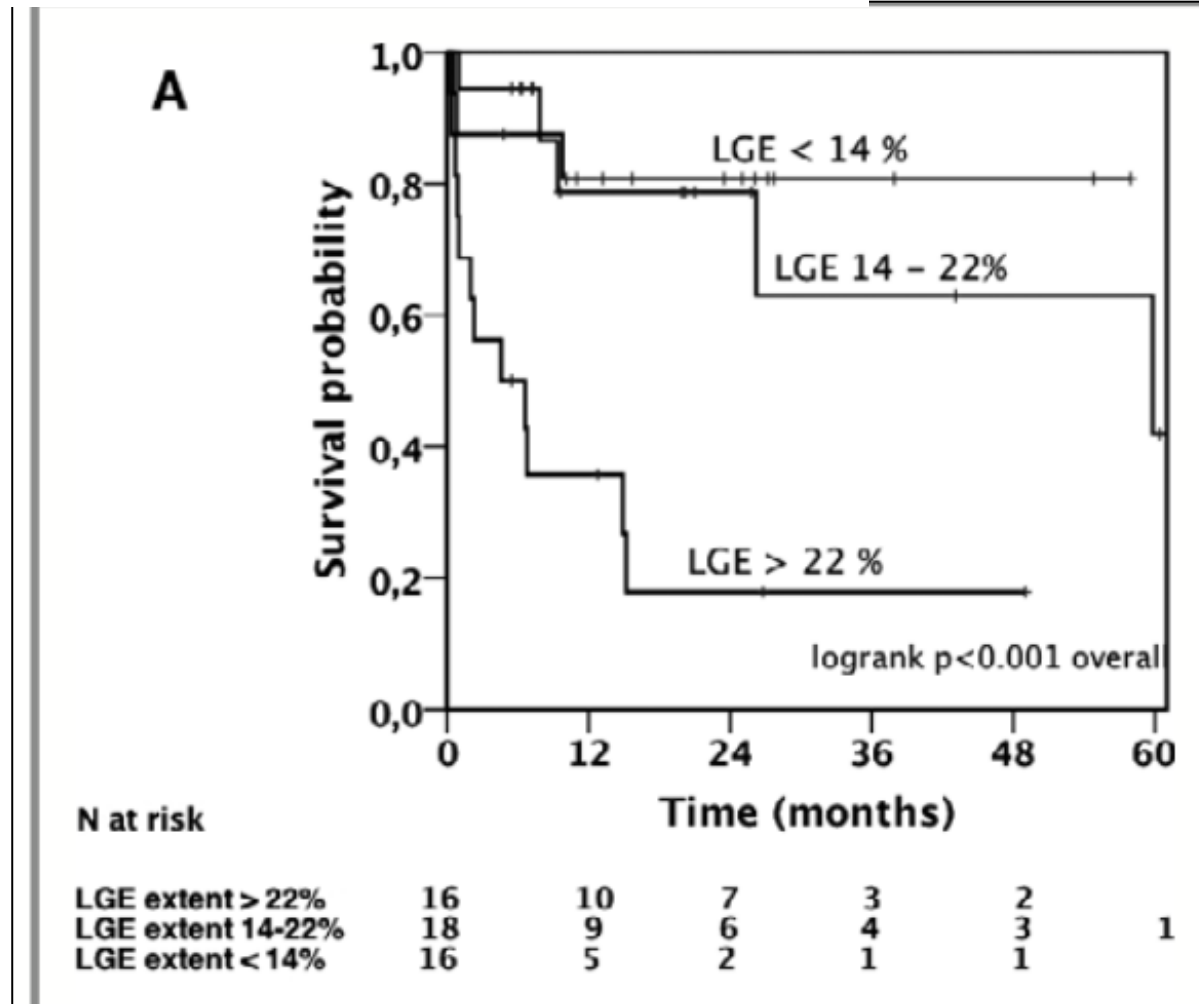 A
1,0
0,8
0,6
0,4
0,2
0,0
Survival probability
LGE < 14 %
LGE 14 – 22%
LGE > 22 %
logrank p<0.001 overall
0 12 24 36 48 60
Time (months)
N at risk
LGE extent > 22% 16 10 7 3 2
LGE extent 14-22% 18 9 6 4 3 1
LGE extent < 14% 16 5 2 1 1